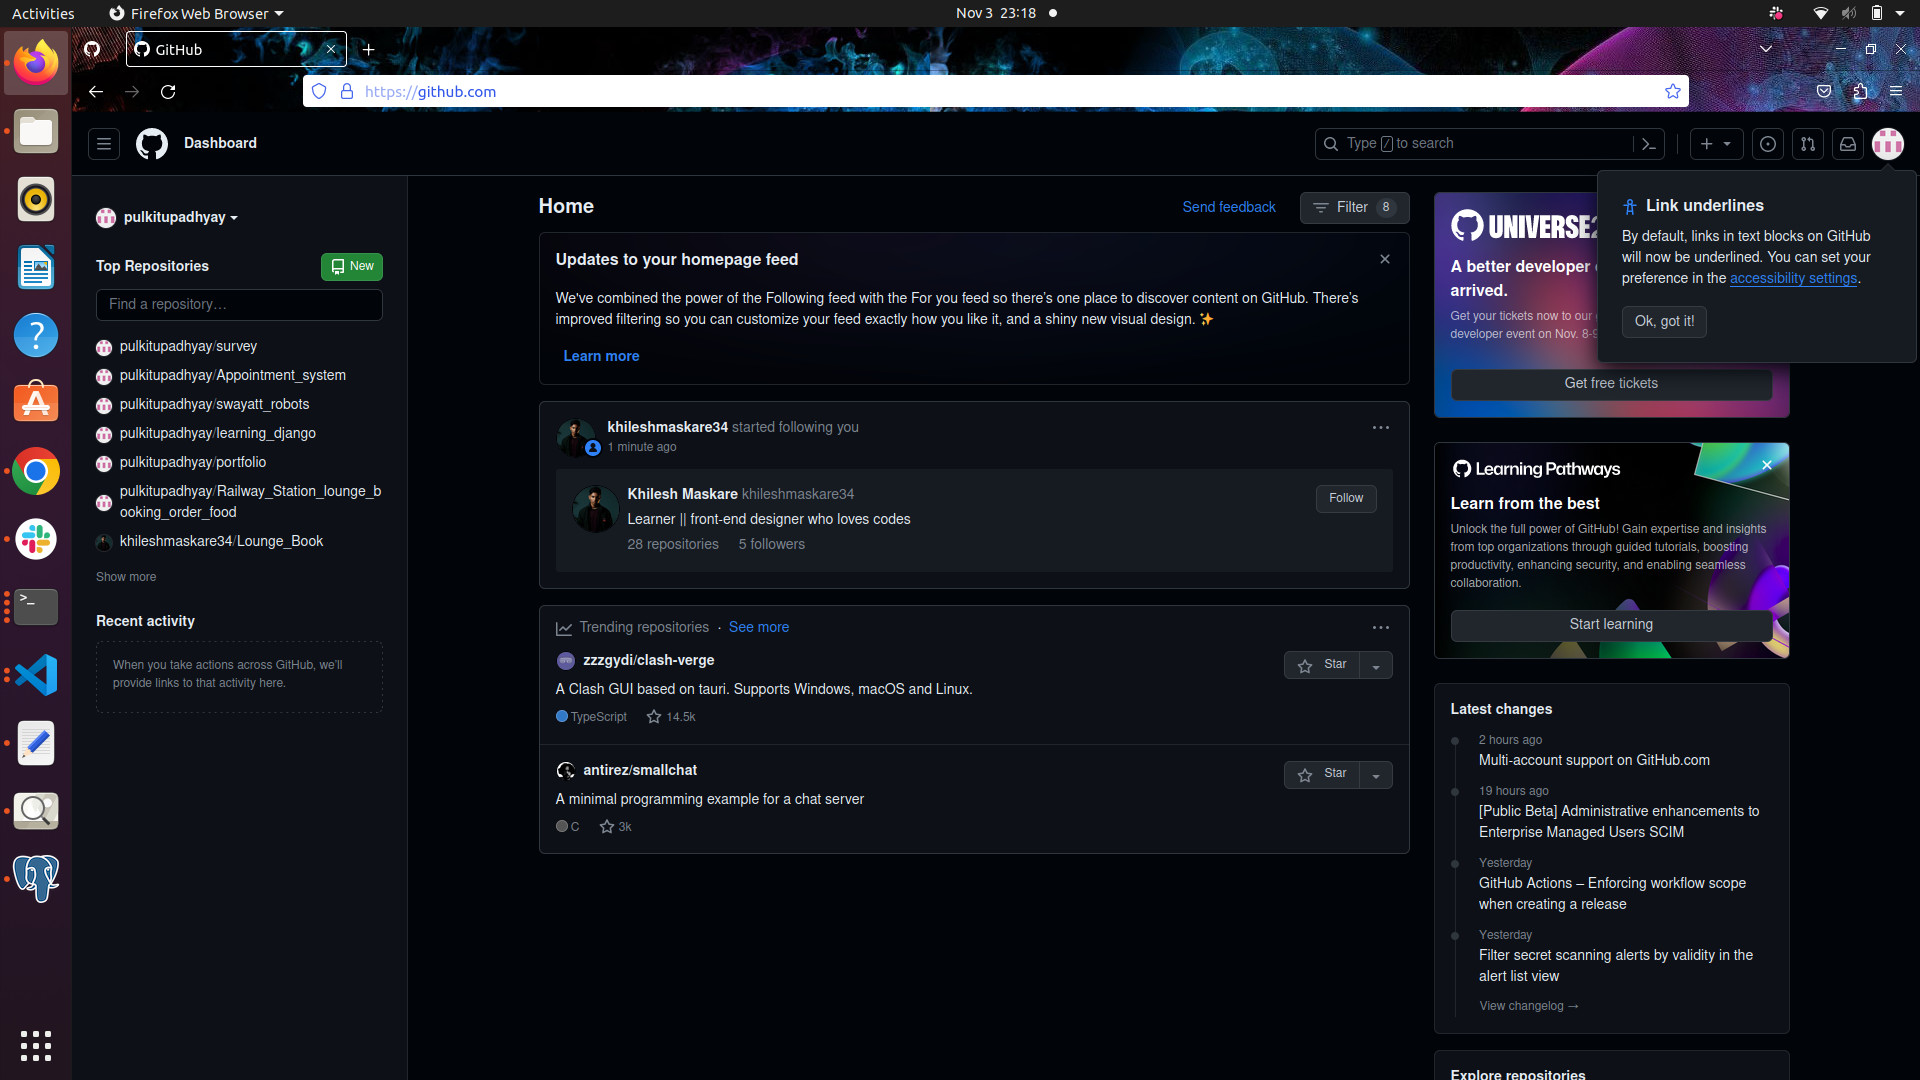 Activities
Firefox Web Browser
Nov 3 23:18
GitHub
https://github.com
Dashboard
Type / to search
pulkitupadhyay
Top Repositories
New
Find a repository…
pulkitupadhyay/survey
pulkitupadhyay/Appointment_system
pulkitupadhyay/swayatt_robots
pulkitupadhyay/learning_django
pulkitupadhyay/portfolio
pulkitupadhyay/Railway_Station_lounge_b
ooking_order_food
khileshmaskare34/Lounge_Book
Show more
Recent activity
When you take actions across GitHub, we'll
provide links to that activity here.
Home
Send feedback
Filter 8
Updates to your homepage feed
We've combined the power of the Following feed with the For you feed so there's one place to discover content on GitHub. There's
improved filtering so you can customize your feed exactly how you like it, and a shiny new visual design. ✨
Learn more
khileshmaskare34 started following you
1 minute ago
Khilesh Maskare khileshmaskare34
Follow
Learner || front-end designer who loves codes
28 repositories 5 followers
Trending repositories · See more
zzzgydi/clash-verge
Star
A Clash GUI based on tauri. Supports Windows, macOS and Linux.
TypeScript 14.5k
antirez/smallchat
Star
A minimal programming example for a chat server
C 3k
UNIVERSE
A better developer
arrived.
Get your tickets now to our
developer event on Nov. 8-9
Get free tickets
Link underlines
By default, links in text blocks on GitHub
will now be underlined. You can set your
preference in the accessibility settings.
Ok, got it!
Learning Pathways
Learn from the best
Unlock the full power of GitHub! Gain expertise and insights
from top organizations through guided tutorials, boosting
productivity, enhancing security, and enabling seamless
collaboration.
Start learning
Latest changes
2 hours ago
Multi-account support on GitHub.com
19 hours ago
[Public Beta] Administrative enhancements to
Enterprise Managed Users SCIM
Yesterday
GitHub Actions – Enforcing workflow scope
when creating a release
Yesterday
Filter secret scanning alerts by validity in the
alert list view
View changelog →
Explore repositories